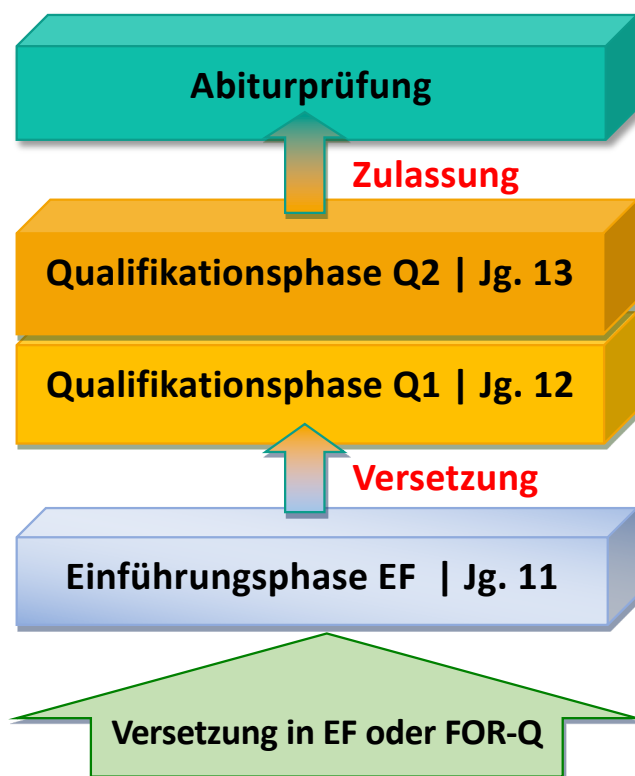 Abiturprüfung
Zulassung
Qualifikationsphase Q2 | Jg. 13
Qualifikationsphase Q1 | Jg. 12
Versetzung
Einführungsphase EF | Jg. 11
Versetzung in EF oder FOR-Q